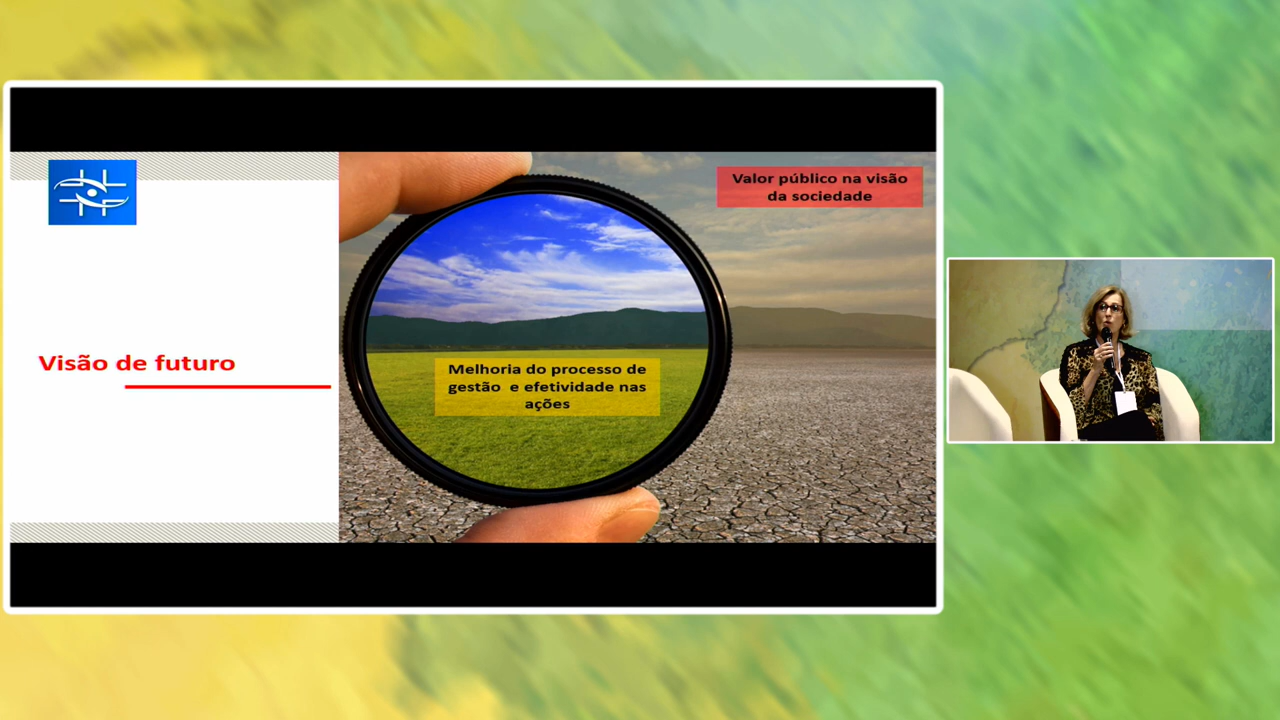 Visão de futuro
Valor público na visão
da sociedade
Melhoria do processo de
gestão e efetividade nas
ações